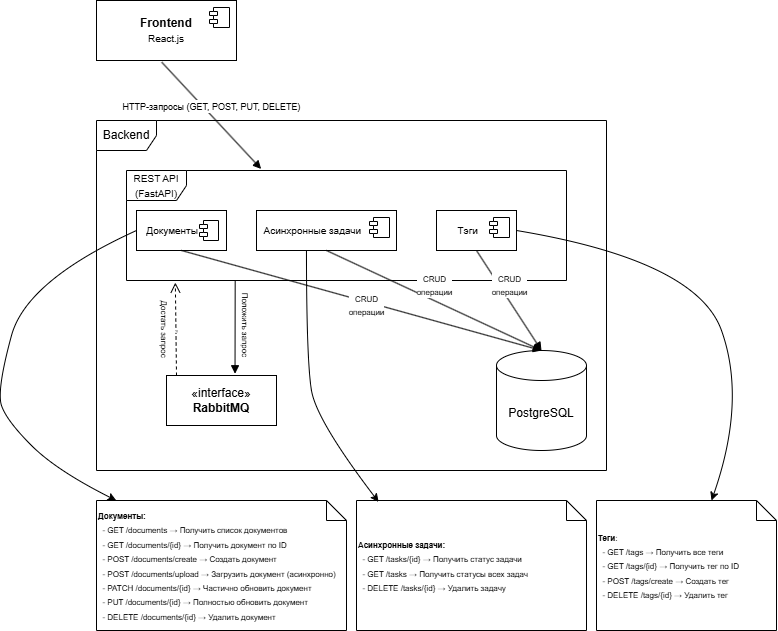 Frontend
React.js
HTTP-запросы (GET, POST, PUT, DELETE)
Backend
REST API
(FastAPI)
Документы
Асинхронные задачи
Тэги
CRUD
операции
CRUD
операции
CRUD
операции
Достать запрос
Положить запрос
«interface»
RabbitMQ
PostgreSQL
Документы:
- GET /documents → Получить список документов
- GET /documents/{id} → Получить документ по ID
- POST /documents/create → Создать документ
- POST /documents/upload → Загрузить документ (асинхронно)
- PATCH /documents/{id} → Частично обновить документ
- PUT /documents/{id} → Полностью обновить документ
- DELETE /documents/{id} → Удалить документ
Асинхронные задачи:
- GET /tasks/{id} → Получить статус задачи
- GET /tasks → Получить статусы всех задач
- DELETE /tasks/{id} → Удалить задачу
Теги:
- GET /tags → Получить все теги
- GET /tags/{id} → Получить тег по ID
- POST /tags/create → Создать тег
- DELETE /tags/{id} → Удалить тег